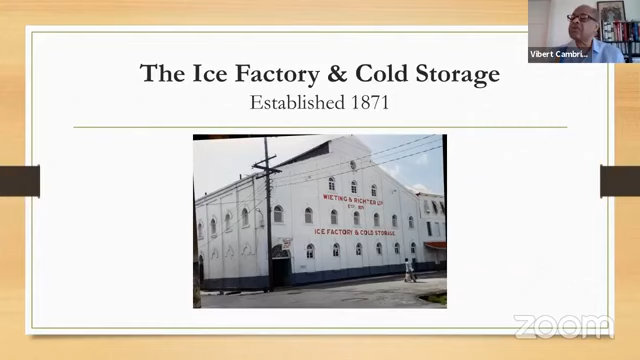 The Ice Factory & Cold Storage
Established 1871
WIETING & RICHTER LTD
ICE FACTORY & COLD STORAGE
Vibert Cambri...
zoom